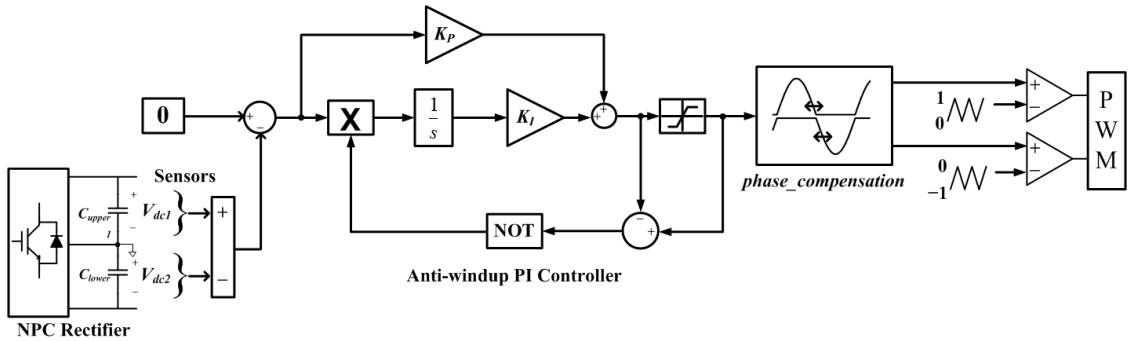 K_P
0
+
−
X
1
s
K_I
+
+
phase_compensation
1
0
+
−
0
−1
+
−
P
W
M
Sensors
C_upper
+
−
V_dc1
I
C_lower
+
−
V_dc2
+
−
NOT
−
+
Anti-windup PI Controller
NPC Rectifier